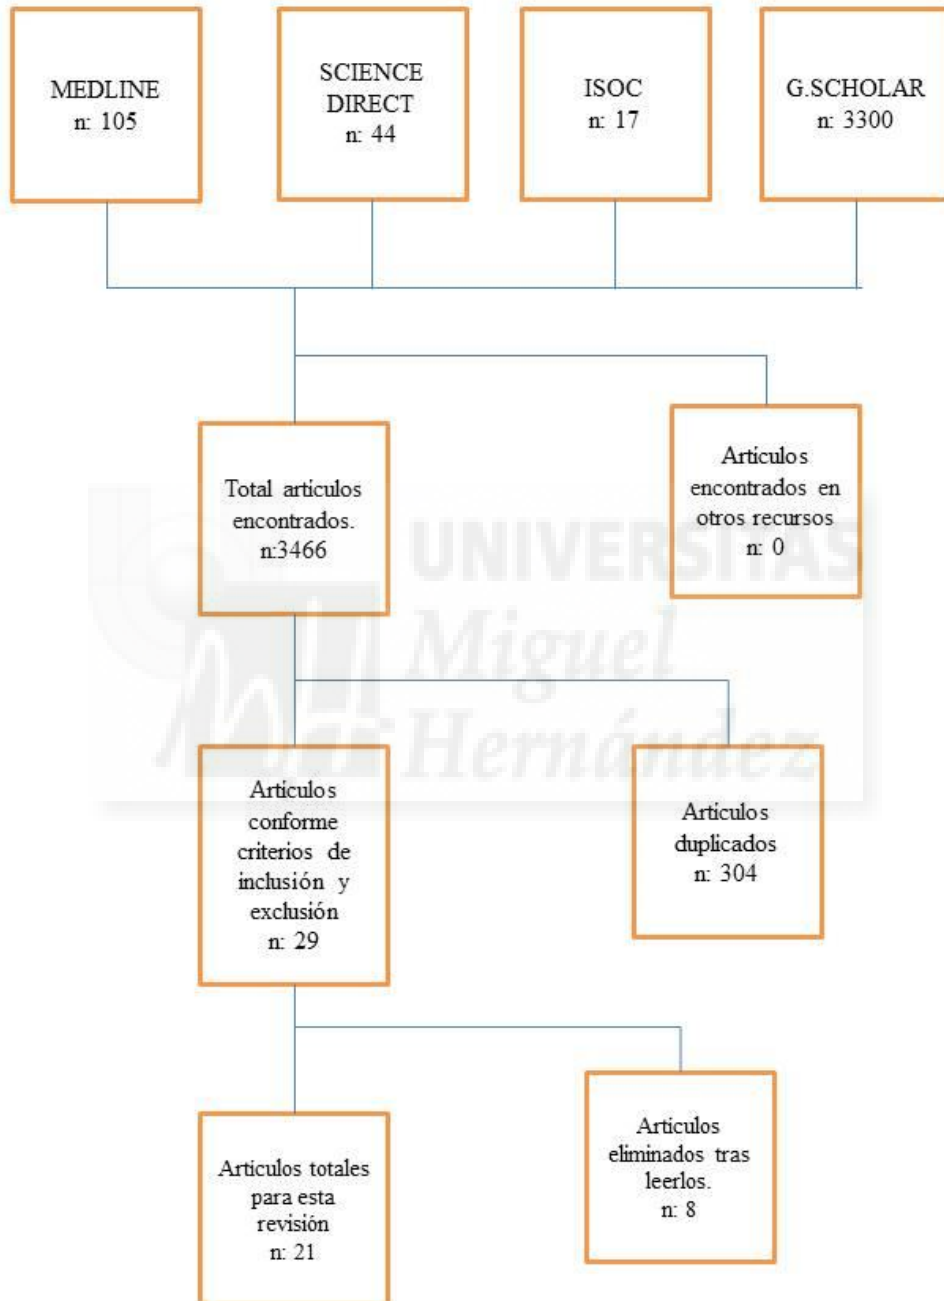 MEDLINE
n: 105
SCIENCE
DIRECT
n: 44
ISOC
n: 17
G.SCHOLAR
n: 3300
Total artículos
encontrados.
n:3466
Artículos
encontrados en
otros recursos
n: 0
UNIVERSITAS
Miguel
Hernández
Artículos
conforme
criterios de
inclusión y
exclusión
n: 29
Artículos
duplicados
n: 304
Artículos totales
para esta
revisión
n: 21
Artículos
eliminados tras
leerlos.
n: 8